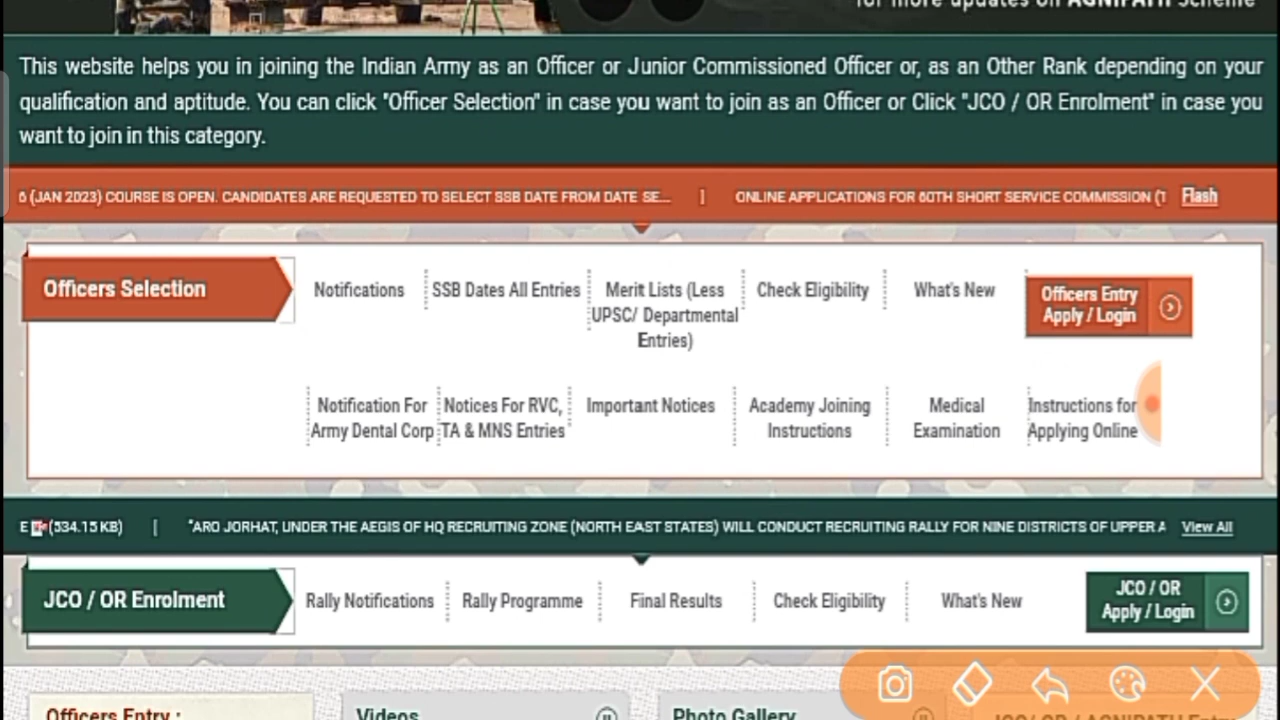 for more updates on AGNIPATH Scheme
This website helps you in joining the Indian Army as an Officer or Junior Commissioned Officer or, as an Other Rank depending on your
qualification and aptitude. You can click "Officer Selection" in case you want to join as an Officer or Click "JCO / OR Enrolment" in case you
want to join in this category.
6 (JAN 2023) COURSE IS OPEN. CANDIDATES ARE REQUESTED TO SELECT SSB DATE FROM DATE SE... | ONLINE APPLICATIONS FOR 60TH SHORT SERVICE COMMISSION (T Flash
Officers Selection
Notifications
SSB Dates All Entries
Merit Lists (Less
UPSC/ Departmental
Entries)
Check Eligibility
What's New
Officers Entry
Apply / Login
Notification For
Army Dental Corp
Notices For RVC,
TA & MNS Entries
Important Notices
Academy Joining
Instructions
Medical
Examination
Instructions for
Applying Online
E (534.15 KB) | "ARO JORHAT, UNDER THE AEGIS OF HQ RECRUITING ZONE (NORTH EAST STATES) WILL CONDUCT RECRUITING RALLY FOR NINE DISTRICTS OF UPPER A View All
JCO / OR Enrolment
Rally Notifications
Rally Programme
Final Results
Check Eligibility
What's New
JCO / OR
Apply / Login
Officers Entry :
Videos
Photo Gallery
JCO/ OR / AGNIPATH Entry